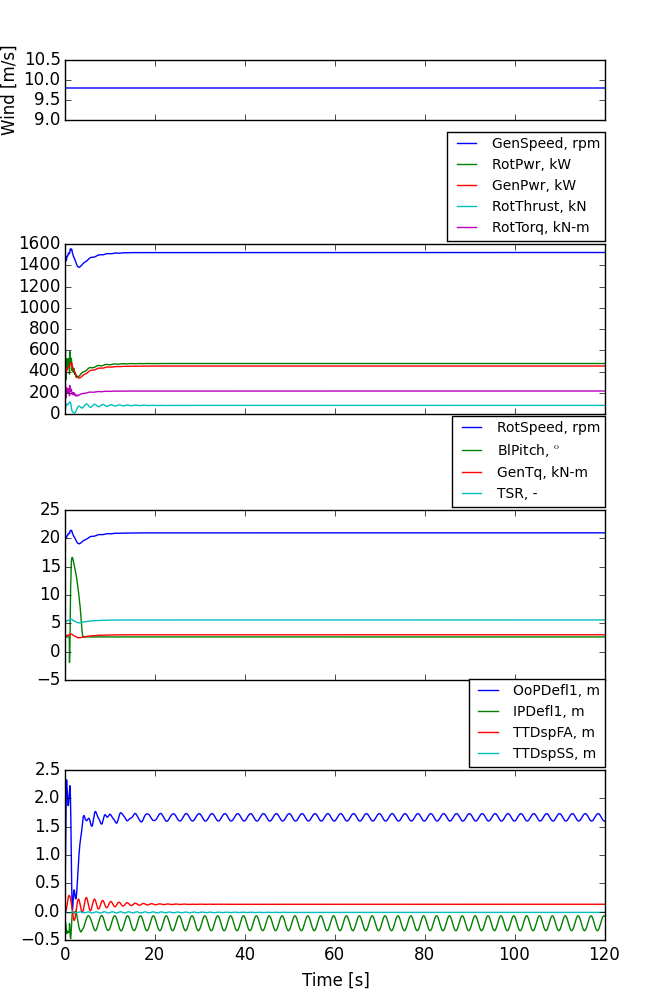 Wind [m/s]
10.5
10.0
9.5
9.0
GenSpeed, rpm
RotPwr, kW
GenPwr, kW
RotThrust, kN
RotTorq, kN-m
1600
1400
1200
1000
800
600
400
200
0
RotSpeed, rpm
BlPitch, °
GenTq, kN-m
TSR, -
25
20
15
10
5
0
−5
OoPDefl1, m
IPDefl1, m
TTDspFA, m
TTDspSS, m
2.5
2.0
1.5
1.0
0.5
0.0
−0.5
0 20 40 60 80 100 120
Time [s]